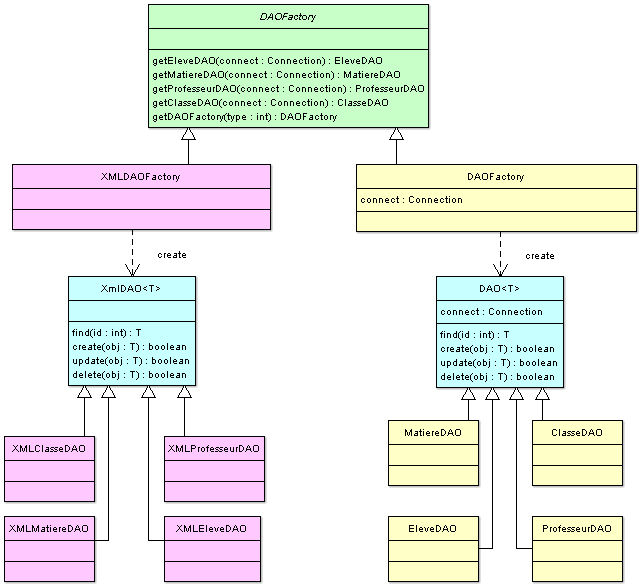 DAOFactory
getEleveDAO(connect : Connection) : EleveDAO
getMatiereDAO(connect : Connection) : MatiereDAO
getProfesseurDAO(connect : Connection) : ProfesseurDAO
getClasseDAO(connect : Connection) : ClasseDAO
getDAOFactory(type : int) : DAOFactory
XMLDAOFactory
DAOFactory
connect : Connection
create
create
XmlDAO<T>
find(id : int) : T
create(obj : T) : boolean
update(obj : T) : boolean
delete(obj : T) : boolean
DAO<T>
connect : Connection
find(id : int) : T
create(obj : T) : boolean
update(obj : T) : boolean
delete(obj : T) : boolean
XMLClasseDAO
XMLProfesseurDAO
XMLMatiereDAO
XMLEleveDAO
MatiereDAO
ClasseDAO
EleveDAO
ProfesseurDAO